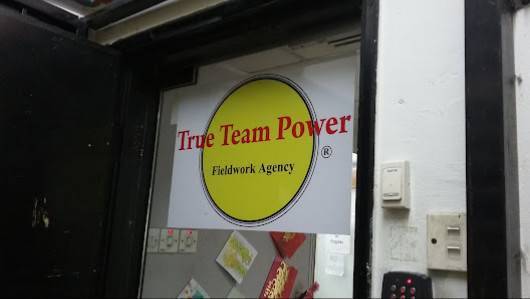 True Team Power
®
Fieldwork Agency